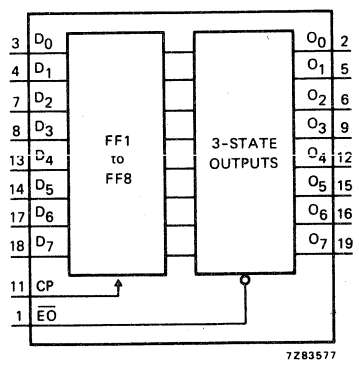 3 D0 O0 2
4 D1 O1 5
7 D2 O2 6
8 D3 O3 9
FF1 to FF8
3-STATE OUTPUTS
13 D4 O4 12
14 D5 O5 15
17 D6 O6 16
18 D7 O7 19
11 CP
1 E̅O̅
7Z83577